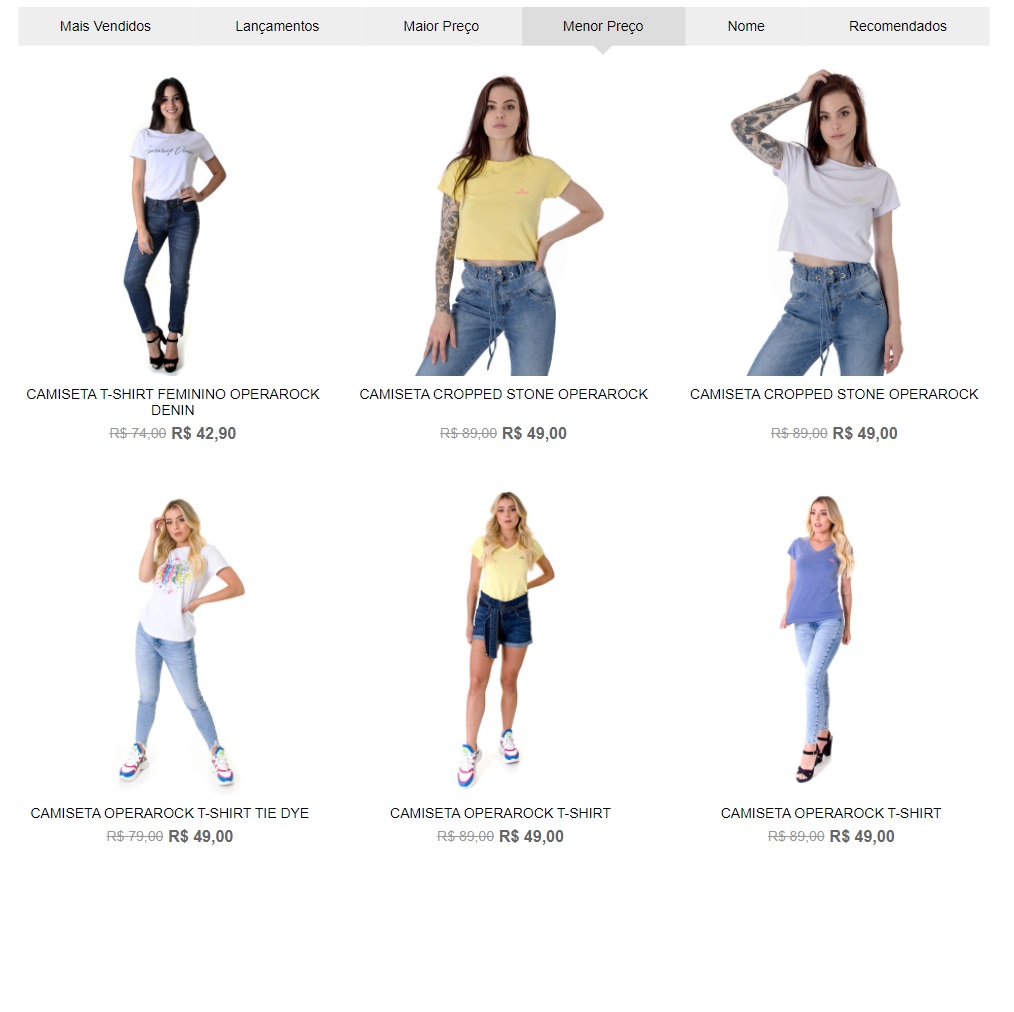 Mais Vendidos
Lançamentos
Maior Preço
Menor Preço
Nome
Recomendados
CAMISETA T-SHIRT FEMININO OPERAROCK
DENIN
R$ 74,00 R$ 42,90
CAMISETA CROPPED STONE OPERAROCK
R$ 89,00 R$ 49,00
CAMISETA CROPPED STONE OPERAROCK
R$ 89,00 R$ 49,00
CAMISETA OPERAROCK T-SHIRT TIE DYE
R$ 79,00 R$ 49,00
CAMISETA OPERAROCK T-SHIRT
R$ 89,00 R$ 49,00
CAMISETA OPERAROCK T-SHIRT
R$ 89,00 R$ 49,00